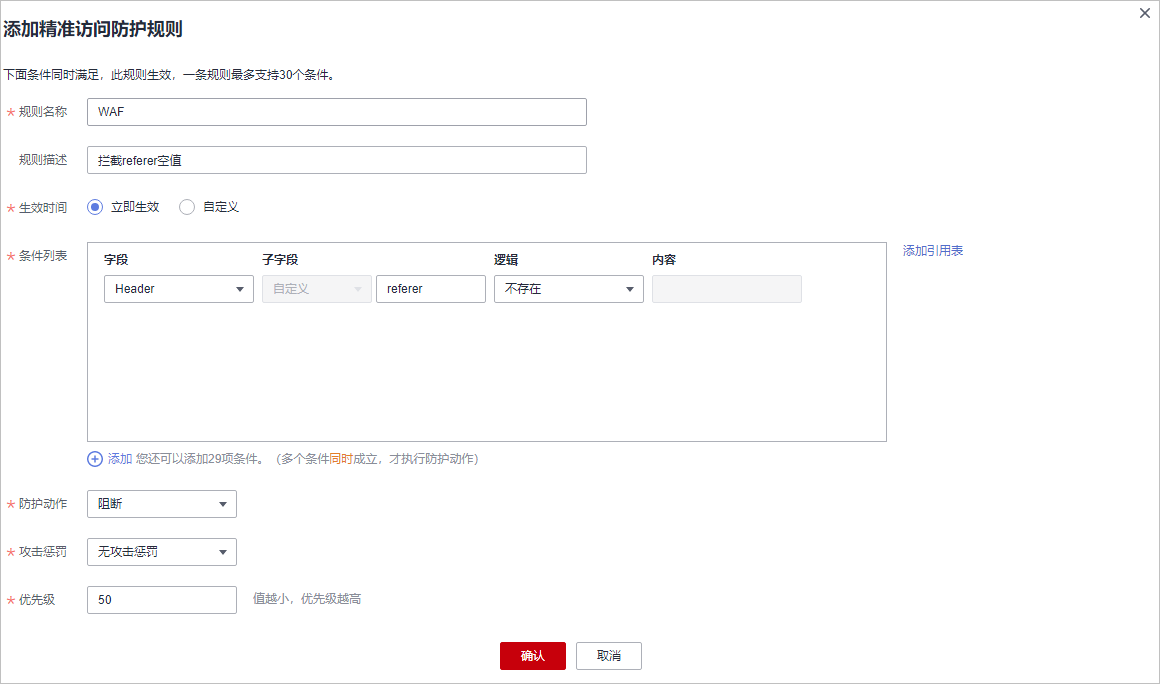 添加精准访问防护规则
下面条件同时满足，此规则生效，一条规则最多支持30个条件。
* 规则名称 WAF
规则描述 拦截referer空值
* 生效时间 立即生效 自定义
* 条件列表 添加引用表
字段 子字段 逻辑 内容
Header 自定义 referer 不存在
添加 您还可以添加29项条件。（多个条件同时成立，才执行防护动作）
* 防护动作 阻断
* 攻击惩罚 无攻击惩罚
* 优先级 50 值越小，优先级越高
确认 取消